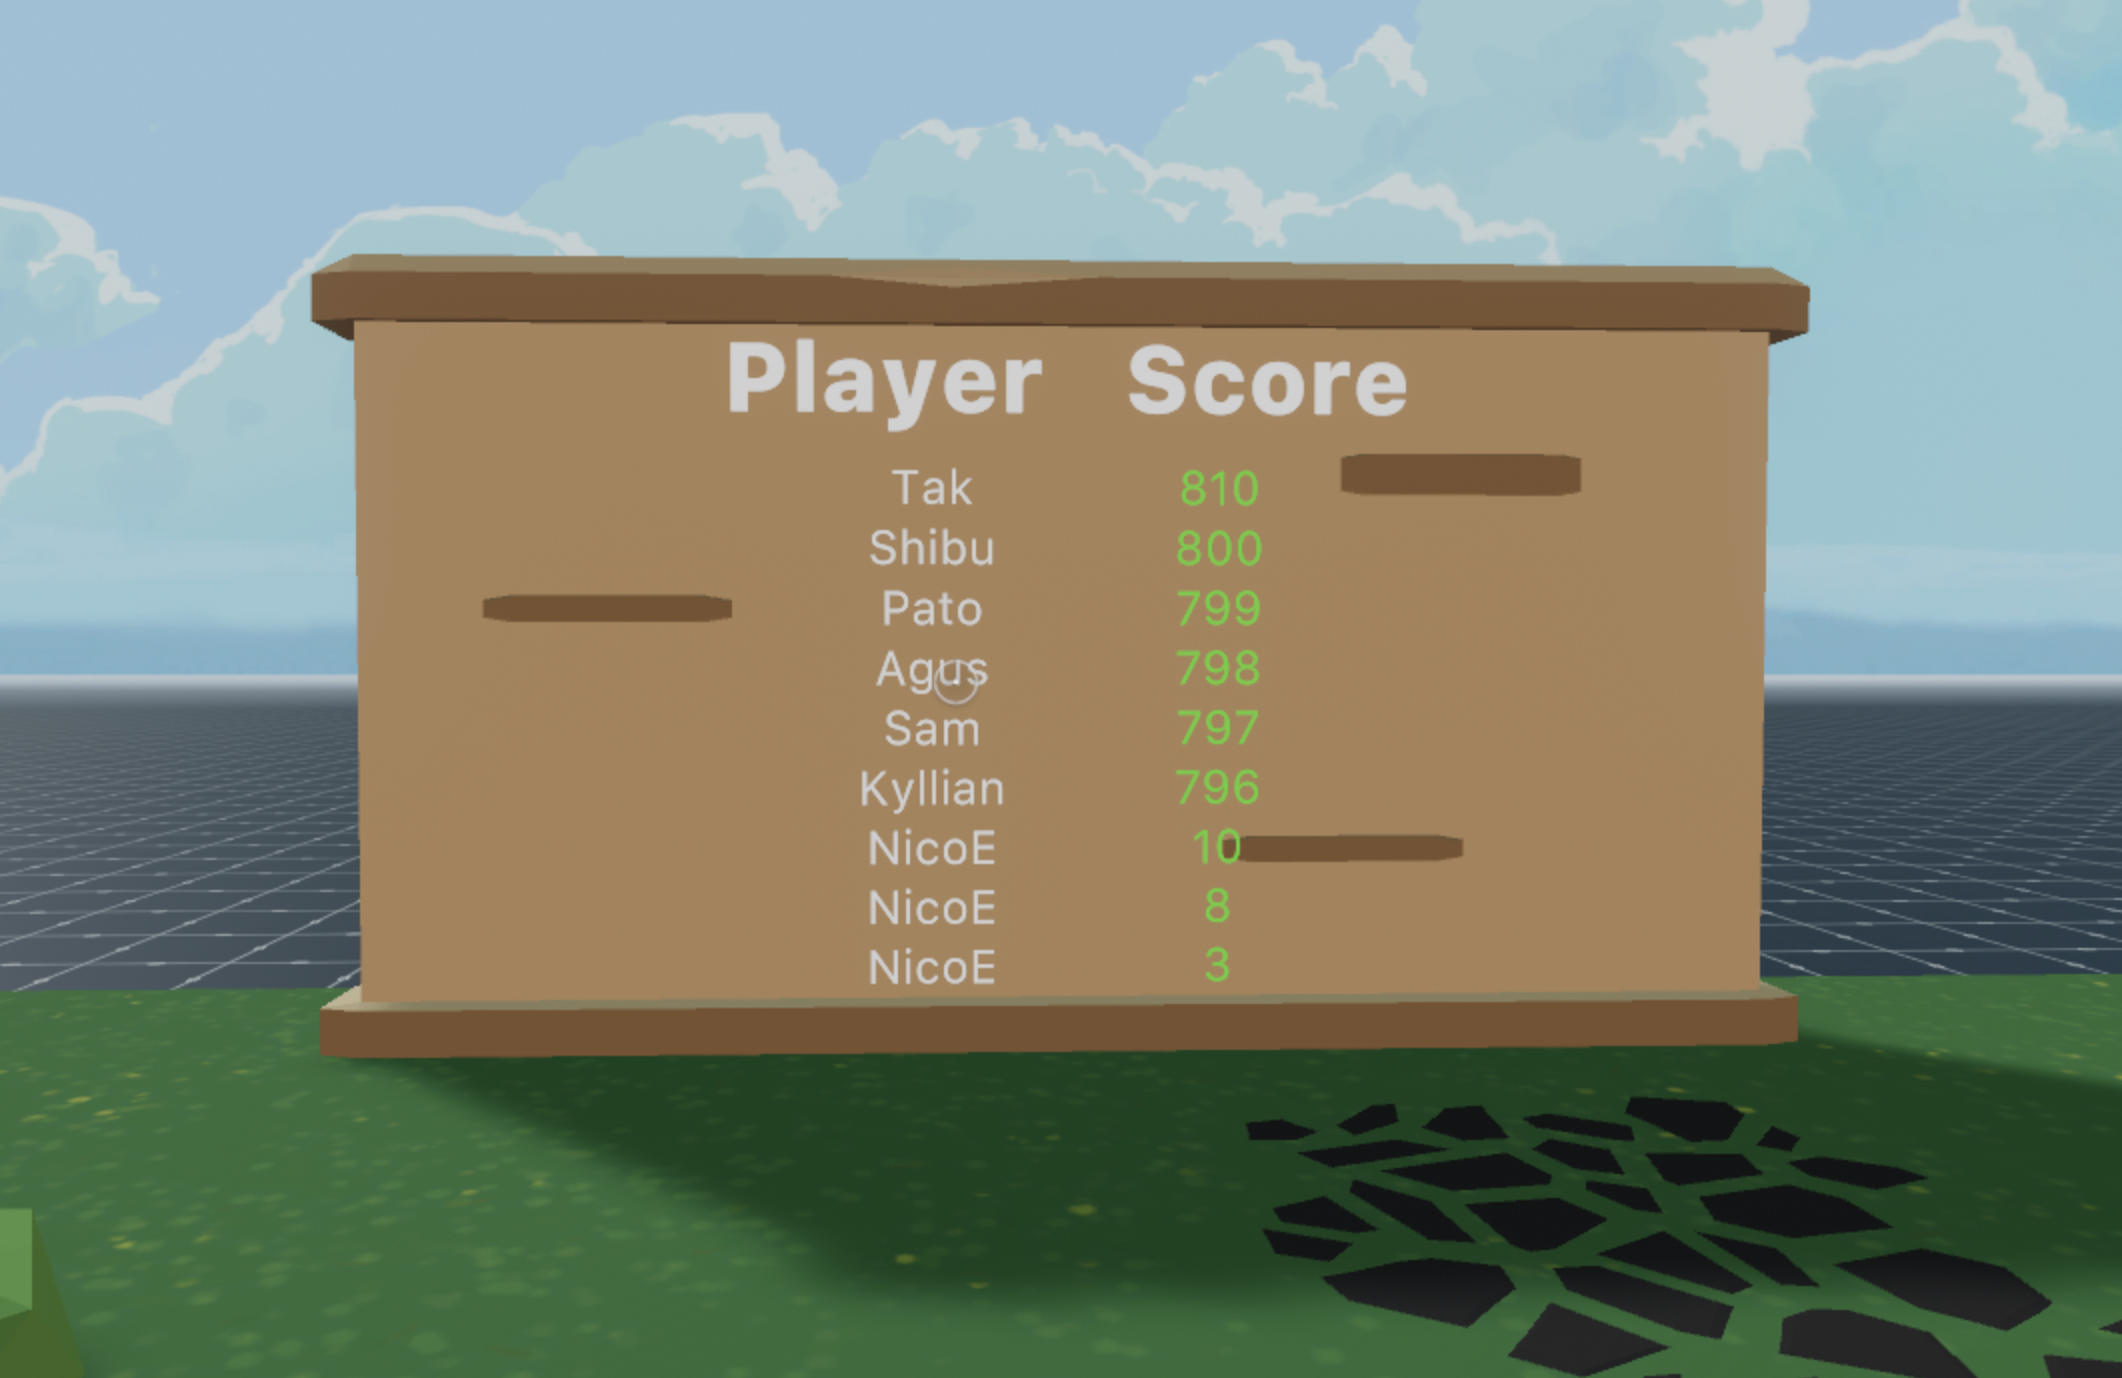 Player Score
Tak 810
Shibu 800
Pato 799
Agus 798
Sam 797
Kyllian 796
NicoE 10
NicoE 8
NicoE 3